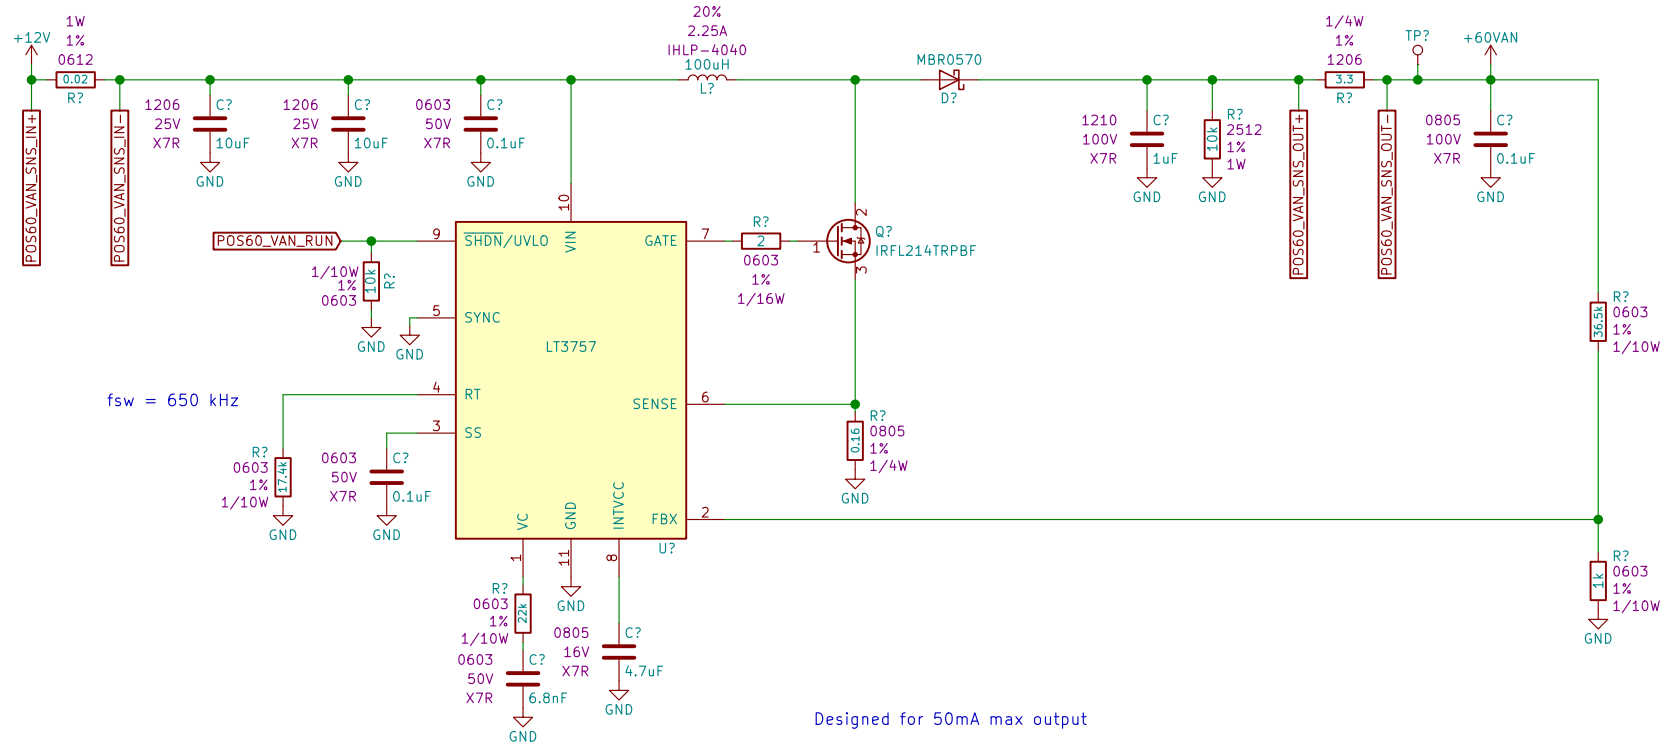 +12V
1W
1%
0612
0.02
R?
POS60_VAN_SNS_IN+
POS60_VAN_SNS_IN-
1206
25V
X7R
C?
10uF
GND
1206
25V
X7R
C?
10uF
GND
0603
50V
X7R
C?
0.1uF
GND
20%
2.25A
IHLP-4040
100uH
L?
MBR0570
D?
1210
100V
X7R
C?
1uF
GND
R?
2512
1%
1W
10k
GND
POS60_VAN_SNS_OUT+
1/4W
1%
1206
3.3
R?
POS60_VAN_SNS_OUT-
TP?
+60VAN
0805
100V
X7R
C?
0.1uF
GND
POS60_VAN_RUN
1/10W
1%
0603
10k
R?
GND
GND
9
SHDN/UVLO
10
VIN
GATE
7
R?
2
0603
1%
1/16W
1
2
3
Q?
IRFL214TRPBF
5
SYNC
LT3757
fsw = 650 kHz
4
RT
3
SS
SENSE
6
R?
0805
1%
1/4W
0.16
GND
R?
0603
1%
1/10W
17.4k
GND
0603
50V
X7R
C?
0.1uF
GND
VC
GND
INTVCC
FBX
2
U?
1
11
8
GND
R?
0603
1%
1/10W
22k
0603
50V
X7R
C?
6.8nF
GND
0805
16V
X7R
C?
4.7uF
GND
R?
0603
1%
1/10W
36.5k
R?
0603
1%
1/10W
1k
GND
Designed for 50mA max output